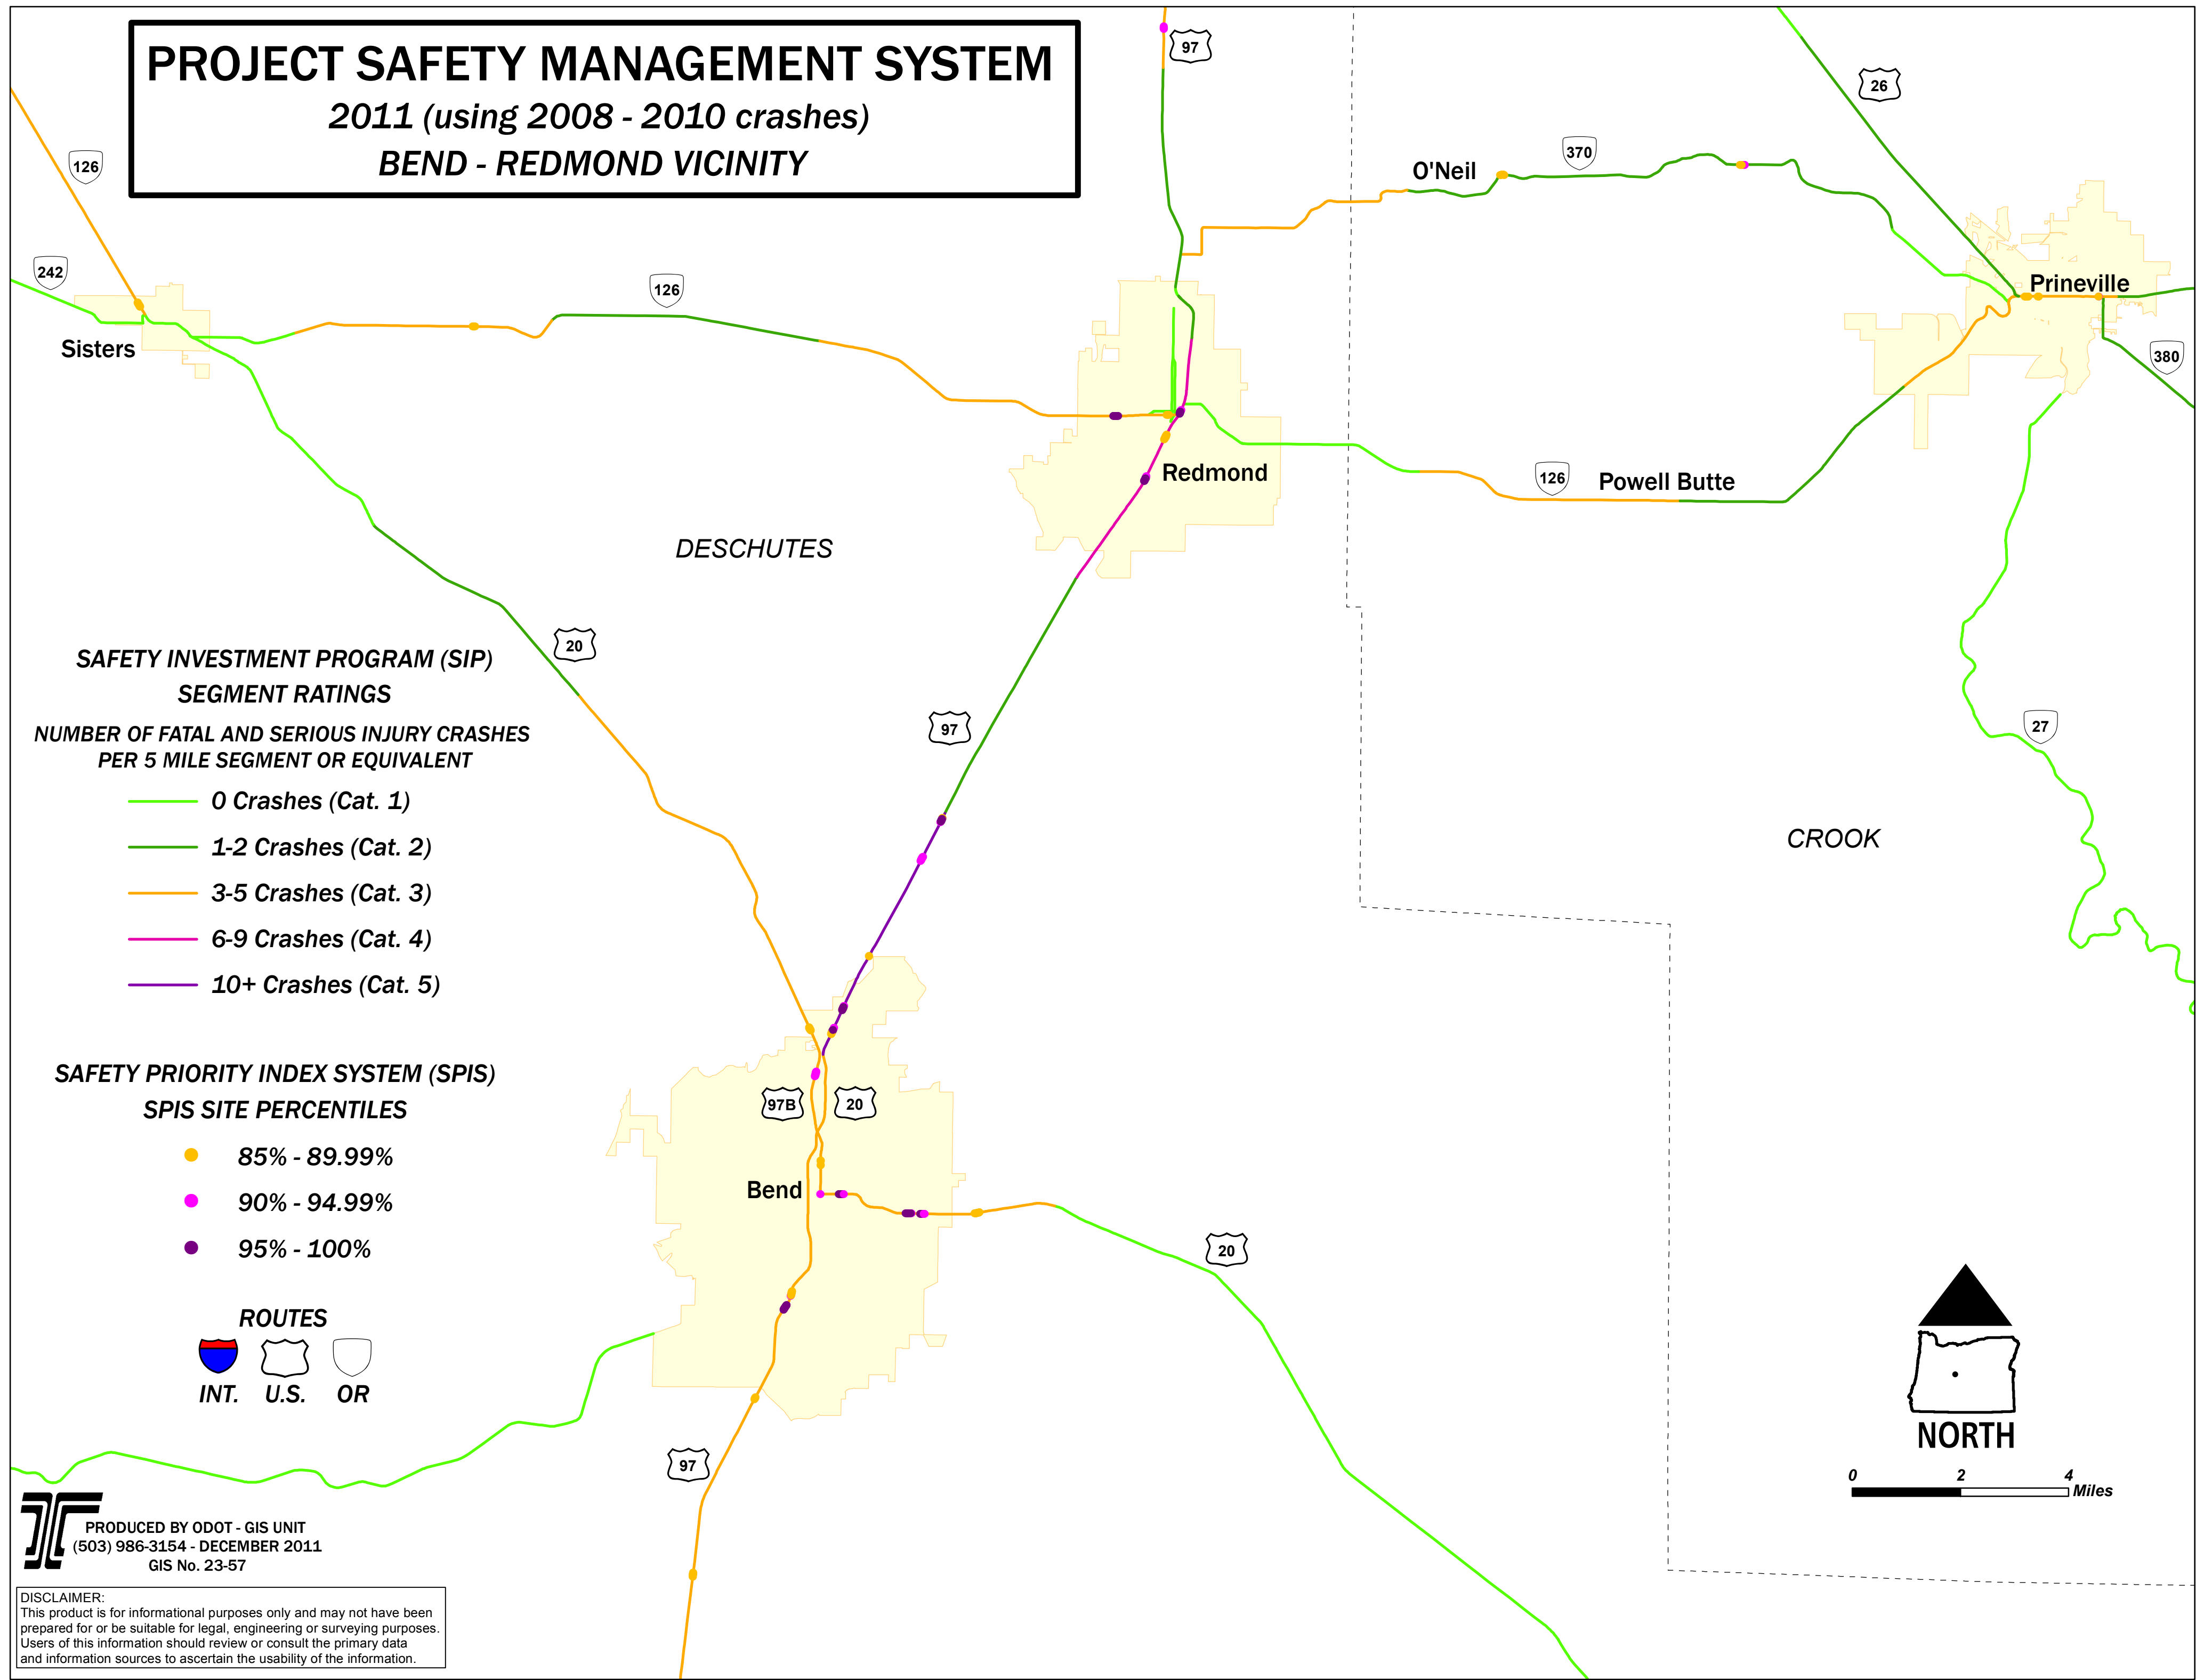 PROJECT SAFETY MANAGEMENT SYSTEM
2011 (using 2008 - 2010 crashes)
BEND - REDMOND VICINITY
97
26
126
O'Neil
370
242
126
Prineville
Sisters
380
Redmond
126
Powell Butte
DESCHUTES
20
97
27
CROOK
SAFETY INVESTMENT PROGRAM (SIP)
SEGMENT RATINGS
NUMBER OF FATAL AND SERIOUS INJURY CRASHES
PER 5 MILE SEGMENT OR EQUIVALENT
0 Crashes (Cat. 1)
1-2 Crashes (Cat. 2)
3-5 Crashes (Cat. 3)
6-9 Crashes (Cat. 4)
10+ Crashes (Cat. 5)
SAFETY PRIORITY INDEX SYSTEM (SPIS)
SPIS SITE PERCENTILES
85% - 89.99%
90% - 94.99%
95% - 100%
97B
20
Bend
20
97
ROUTES
INT. U.S. OR
NORTH
0 2 4
Miles
PRODUCED BY ODOT - GIS UNIT
(503) 986-3154 - DECEMBER 2011
GIS No. 23-57
DISCLAIMER:
This product is for informational purposes only and may not have been
prepared for or be suitable for legal, engineering or surveying purposes.
Users of this information should review or consult the primary data
and information sources to ascertain the usability of the information.